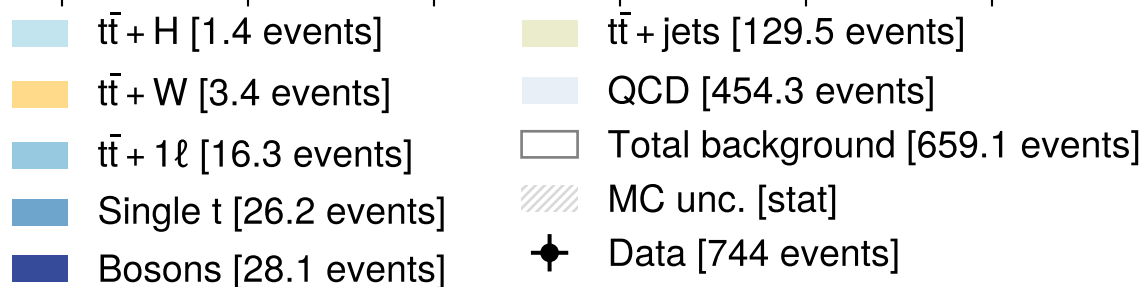 tt̄ + H [1.4 events]
tt̄ + W [3.4 events]
tt̄ + 1ℓ [16.3 events]
Single t [26.2 events]
Bosons [28.1 events]
tt̄ + jets [129.5 events]
QCD [454.3 events]
Total background [659.1 events]
MC unc. [stat]
Data [744 events]